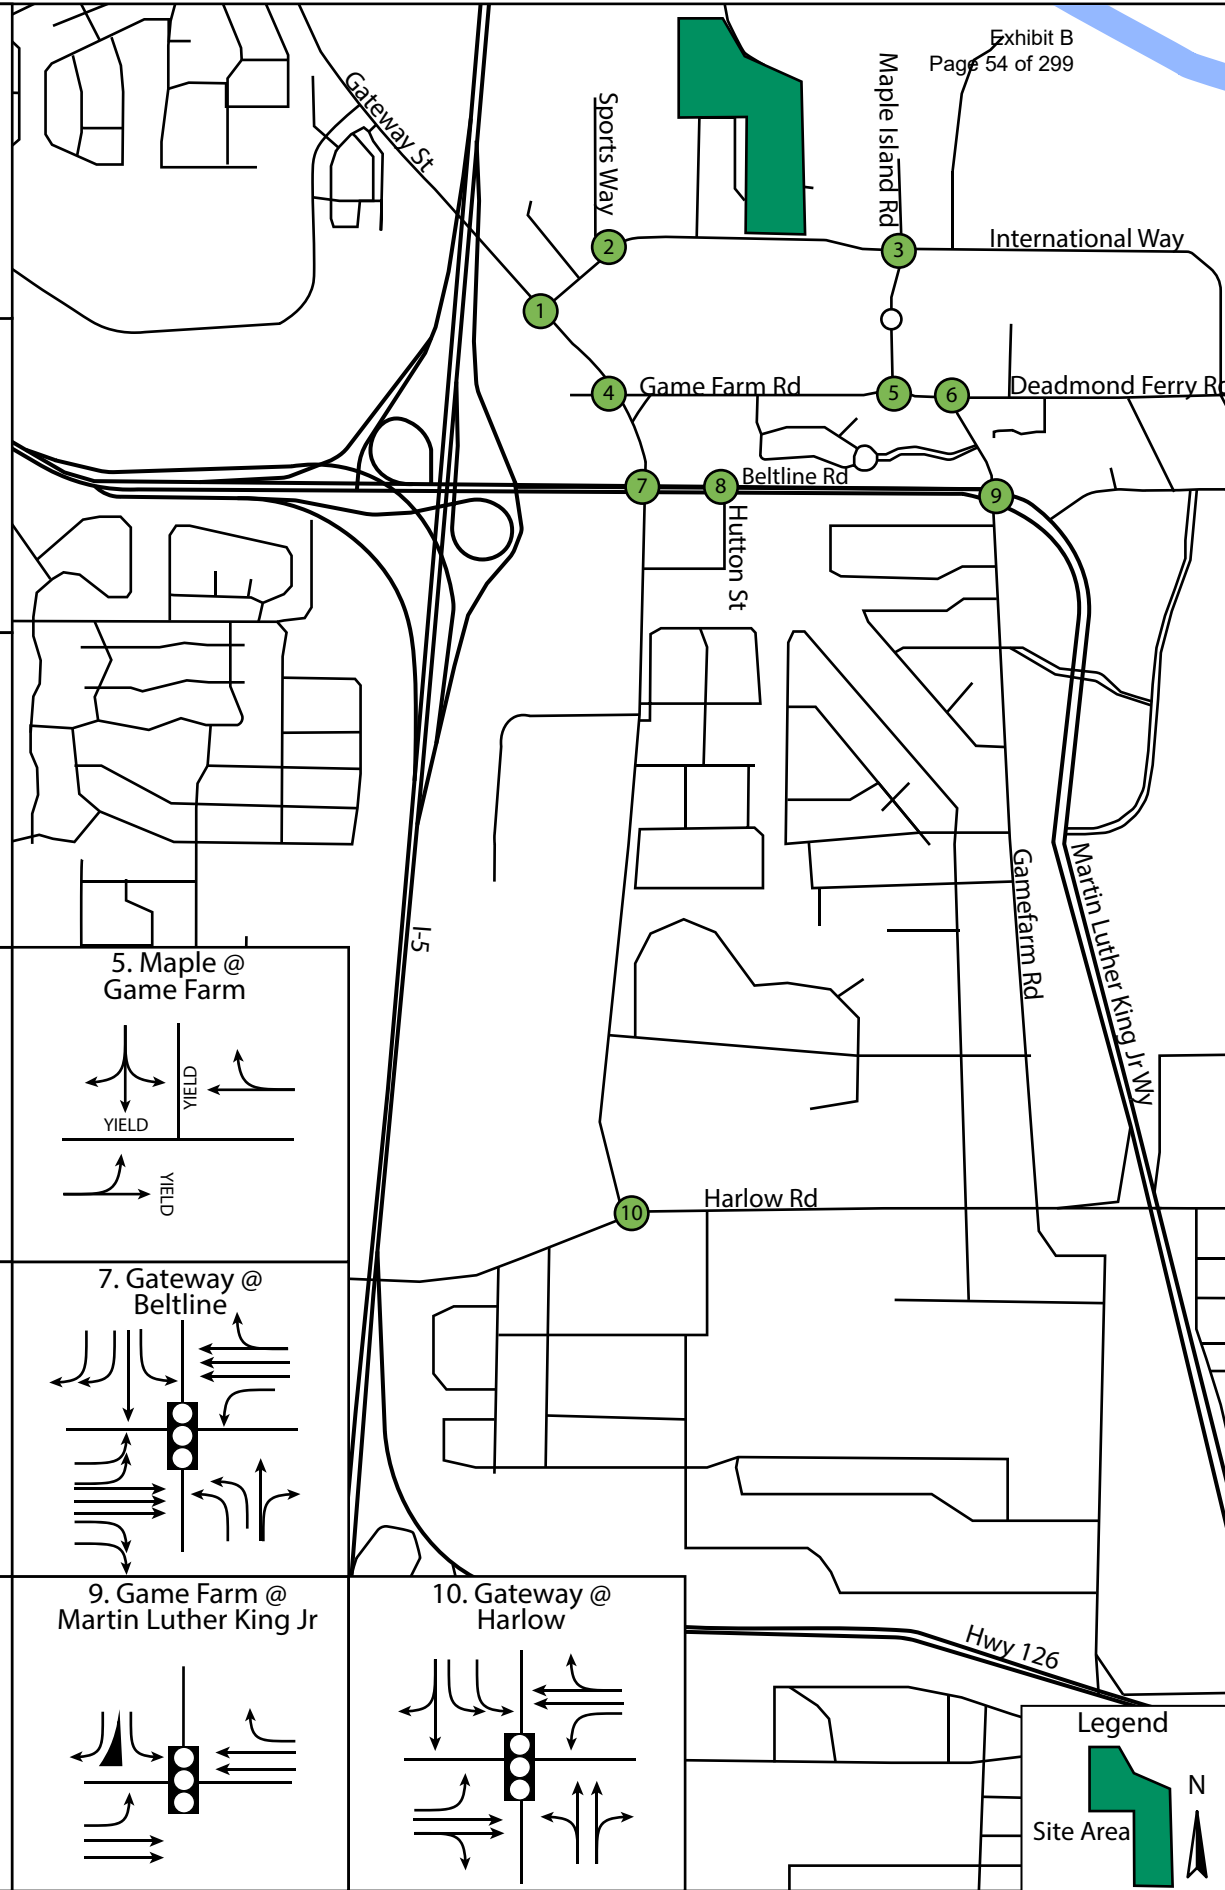 Exhibit B
Page 54 of 299
Gateway St
Sports Way
Maple Island Rd
International Way
2
3
1
4
Game Farm Rd
5
6
Deadmond Ferry Rd
7
8
Beltline Rd
9
Hutton St
I-5
Gamefarm Rd
Martin Luther King Jr Wy
10
Harlow Rd
Hwy 126
5. Maple @
Game Farm
YIELD
YIELD
YIELD
7. Gateway @
Beltline
9. Game Farm @
Martin Luther King Jr
10. Gateway @
Harlow
Legend
N
Site Area